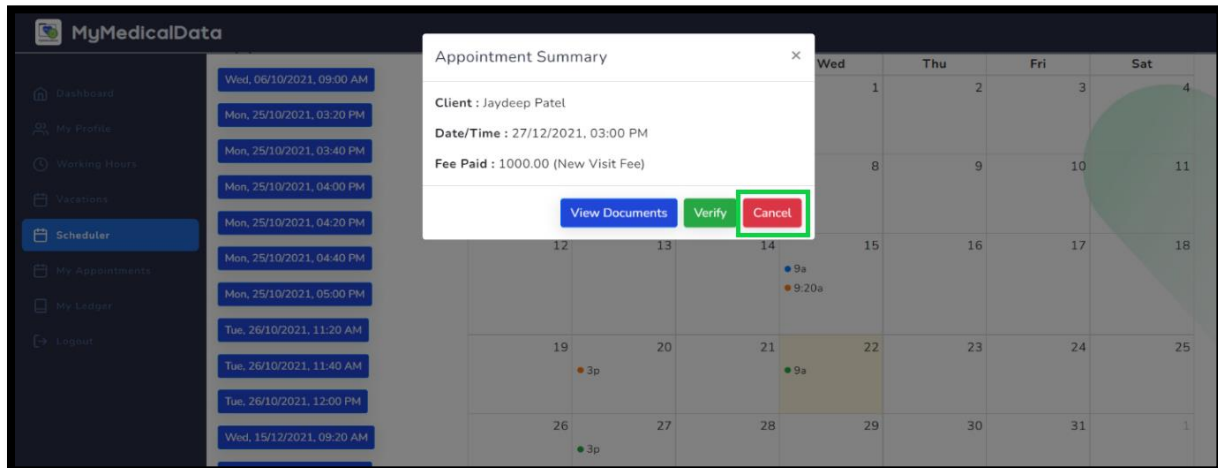 MyMedicalData
Dashboard
My Profile
Working Hours
Vacations
Scheduler
My Appointments
My Ledger
Logout
Wed, 06/10/2021, 09:00 AM
Mon, 25/10/2021, 03:20 PM
Mon, 25/10/2021, 03:40 PM
Mon, 25/10/2021, 04:00 PM
Mon, 25/10/2021, 04:20 PM
Mon, 25/10/2021, 04:40 PM
Mon, 25/10/2021, 05:00 PM
Tue, 26/10/2021, 11:20 AM
Tue, 26/10/2021, 11:40 AM
Tue, 26/10/2021, 12:00 PM
Wed, 15/12/2021, 09:20 AM
Appointment Summary ×
Client : Jaydeep Patel
Date/Time : 27/12/2021, 03:00 PM
Fee Paid : 1000.00 (New Visit Fee)
View Documents Verify Cancel
Wed Thu Fri Sat
1 2 3 4
8 9 10 11
12 13 14 15 16 17 18
9a
9:20a
19 20 21 22 23 24 25
3p 9a
26 27 28 29 30 31 1
3p